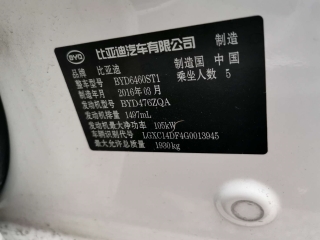 BYD 比亚迪汽车有限公司 制造
品牌 比亚迪 制造国 中国
整车型号 BYD6460ST1 乘坐人数 5
制造年月 2016年03月
发动机型号 BYD476ZQA
发动机排量 1497mL
发动机最大净功率 105kW
车辆识别代号 LGXC14DF4G0013945
最大允许总质量 1930kg